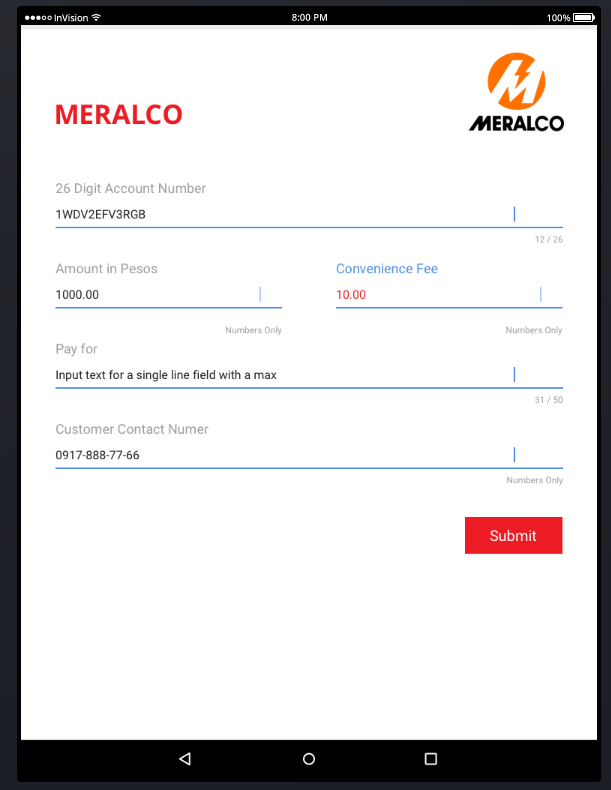 InVision 8:00 PM 100%
MERALCO
MERALCO
26 Digit Account Number
1WDV2EFV3RGB
12 / 26
Amount in Pesos Convenience Fee
1000.00 10.00
Numbers Only Numbers Only
Pay for
Input text for a single line field with a max
31 / 50
Customer Contact Numer
0917-888-77-66
Numbers Only
Submit